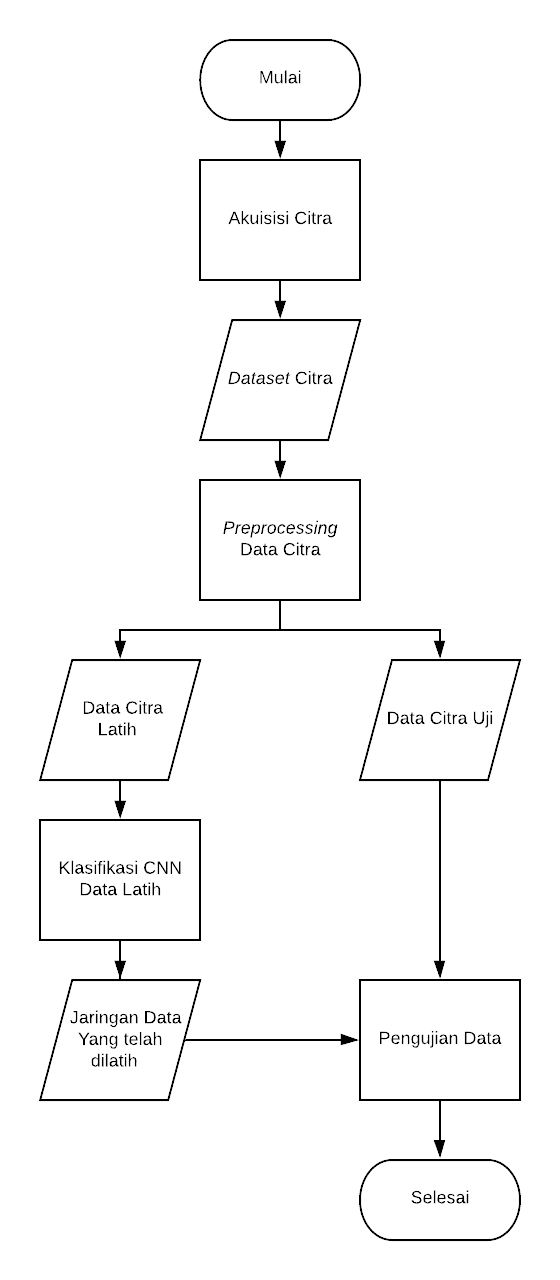 Mulai
Akuisisi Citra
Dataset Citra
Preprocessing
Data Citra
Data Citra
Latih
Data Citra Uji
Klasifikasi CNN
Data Latih
Jaringan Data
Yang telah
dilatih
Pengujian Data
Selesai